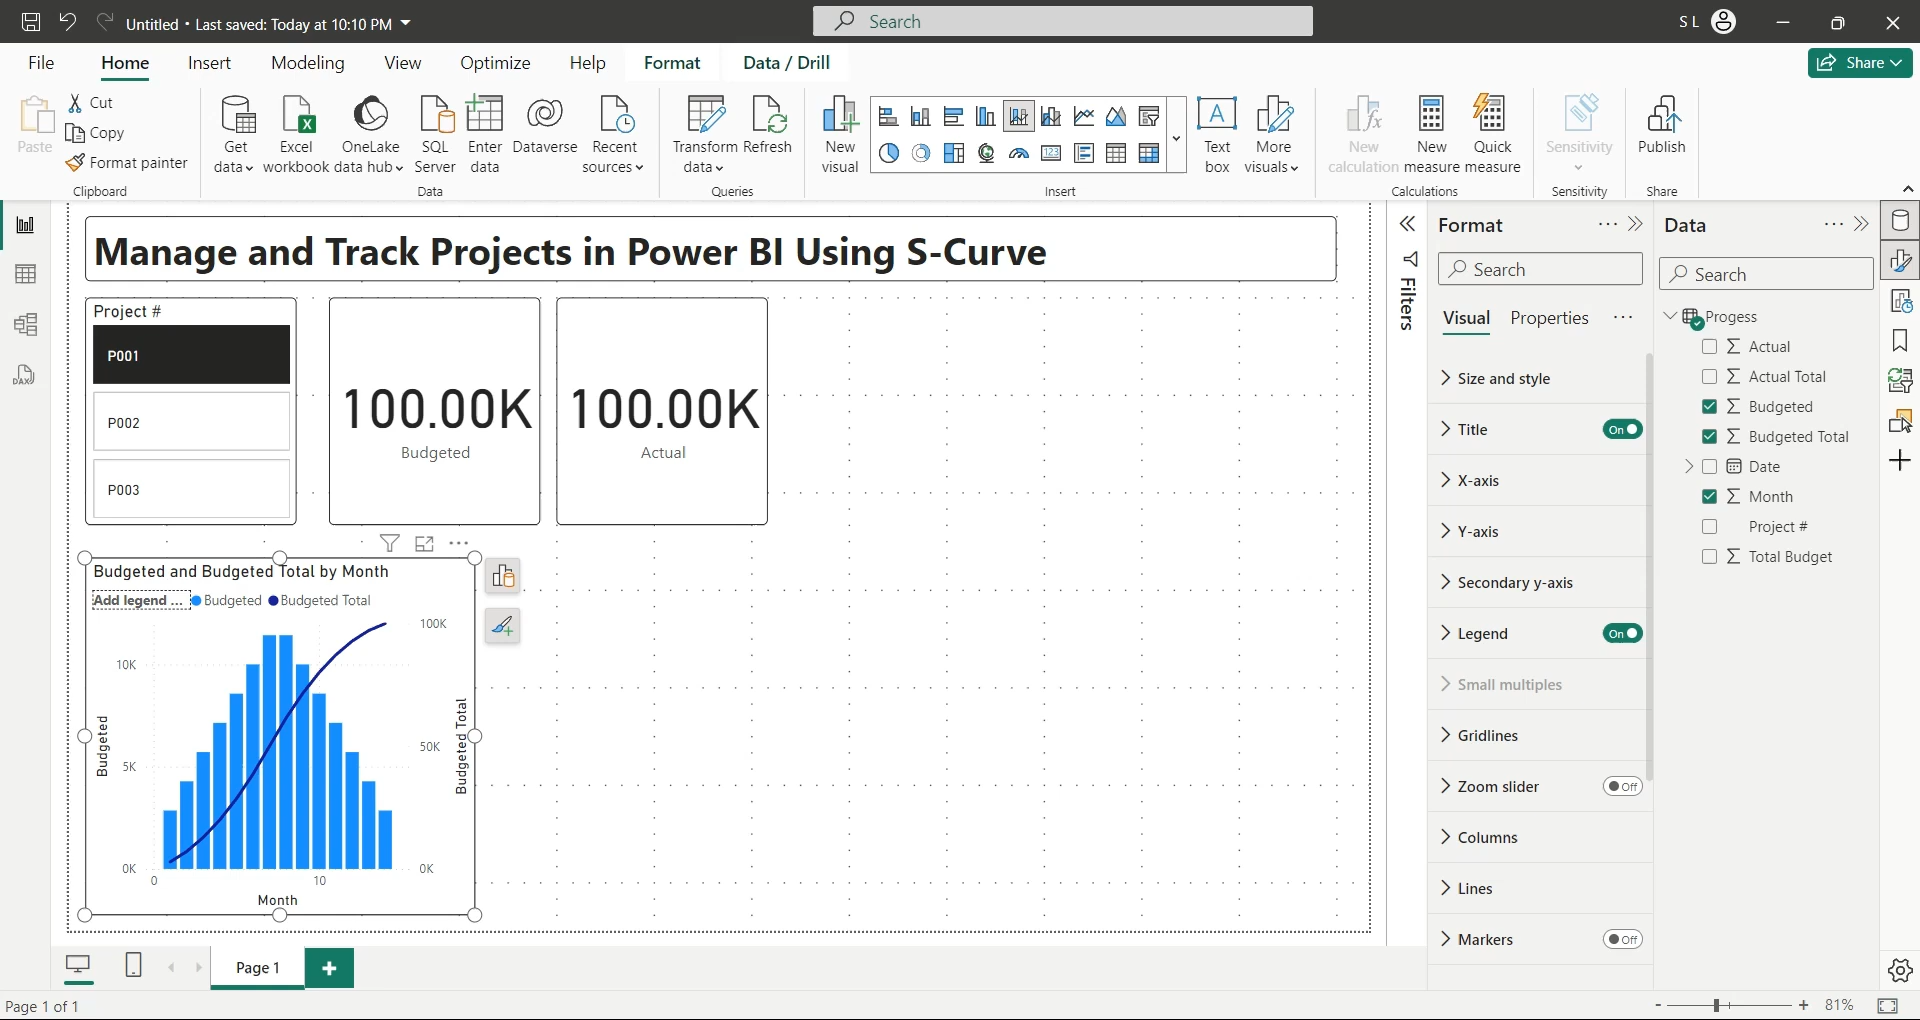 Untitled • Last saved: Today at 10:10 PM
Search
S L
File
Home
Insert
Modeling
View
Optimize
Help
Format
Data / Drill
Share
Paste
Cut
Copy
Format painter
Clipboard
Get data
Excel workbook
OneLake data hub
SQL Server
Enter data
Dataverse
Recent sources
Data
Transform data
Refresh
Queries
New visual
123
A
Text box
More visuals
Insert
New calculation
New measure
Quick measure
Calculations
Sensitivity
Sensitivity
Publish
Share
DAX
Manage and Track Projects in Power BI Using S-Curve
Project #
P001
P002
P003
100.00K
Budgeted
100.00K
Actual
Budgeted and Budgeted Total by Month
Add legend ...
Budgeted
Budgeted Total
100K
10K
50K
5K
0K
0K
0
10
Budgeted
Budgeted Total
Month
Filters
Format
Search
Visual
Properties
Size and style
Title
On
X-axis
Y-axis
Secondary y-axis
Legend
On
Small multiples
Gridlines
Zoom slider
Off
Columns
Lines
Markers
Off
Data
Search
Progess
Actual
Actual Total
Budgeted
Budgeted Total
Date
Month
Project #
Total Budget
Page 1
Page 1 of 1
- + 81%